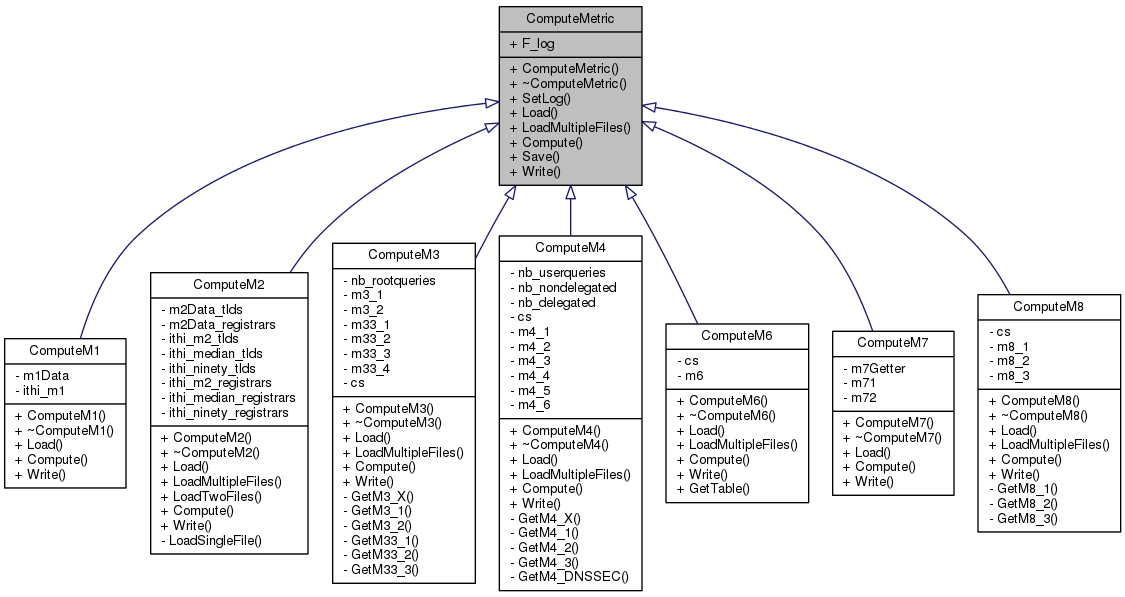 ComputeMetric
+ F_log
+ ComputeMetric()
+ ~ComputeMetric()
+ SetLog()
+ Load()
+ LoadMultipleFiles()
+ Compute()
+ Save()
+ Write()
ComputeM1
- m1Data
- ithi_m1
+ ComputeM1()
+ ~ComputeM1()
+ Load()
+ Compute()
+ Write()
ComputeM2
- m2Data_tlds
- m2Data_registrars
- ithi_m2_tlds
- ithi_median_tlds
- ithi_ninety_tlds
- ithi_m2_registrars
- ithi_median_registrars
- ithi_ninety_registrars
+ ComputeM2()
+ ~ComputeM2()
+ Load()
+ LoadMultipleFiles()
+ LoadTwoFiles()
+ Compute()
+ Write()
- LoadSingleFile()
ComputeM3
- nb_rootqueries
- m3_1
- m3_2
- m33_1
- m33_2
- m33_3
- m33_4
- cs
+ ComputeM3()
+ ~ComputeM3()
+ Load()
+ LoadMultipleFiles()
+ Compute()
+ Write()
- GetM3_X()
- GetM3_1()
- GetM3_2()
- GetM33_1()
- GetM33_2()
- GetM33_3()
ComputeM4
- nb_userqueries
- nb_nondelegated
- nb_delegated
- cs
- m4_1
- m4_2
- m4_3
- m4_4
- m4_5
- m4_6
+ ComputeM4()
+ ~ComputeM4()
+ Load()
+ LoadMultipleFiles()
+ Compute()
+ Write()
- GetM4_X()
- GetM4_1()
- GetM4_2()
- GetM4_3()
- GetM4_DNSSEC()
ComputeM6
- cs
- m6
+ ComputeM6()
+ ~ComputeM6()
+ Load()
+ LoadMultipleFiles()
+ Compute()
+ Write()
+ GetTable()
ComputeM7
- m7Getter
- m71
- m72
+ ComputeM7()
+ ~ComputeM7()
+ Load()
+ Compute()
+ Write()
ComputeM8
- cs
- m8_1
- m8_2
- m8_3
+ ComputeM8()
+ ~ComputeM8()
+ Load()
+ LoadMultipleFiles()
+ Compute()
+ Write()
- GetM8_1()
- GetM8_2()
- GetM8_3()